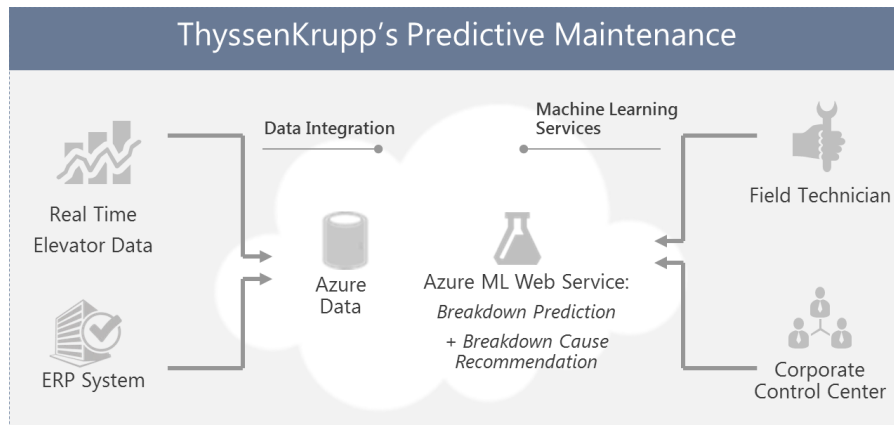 ThyssenKrupp's Predictive Maintenance
Data Integration
Machine Learning
Services
Real Time
Elevator Data
Field Technician
Azure
Data
Azure ML Web Service:
Breakdown Prediction
+ Breakdown Cause
Recommendation
ERP System
Corporate
Control Center